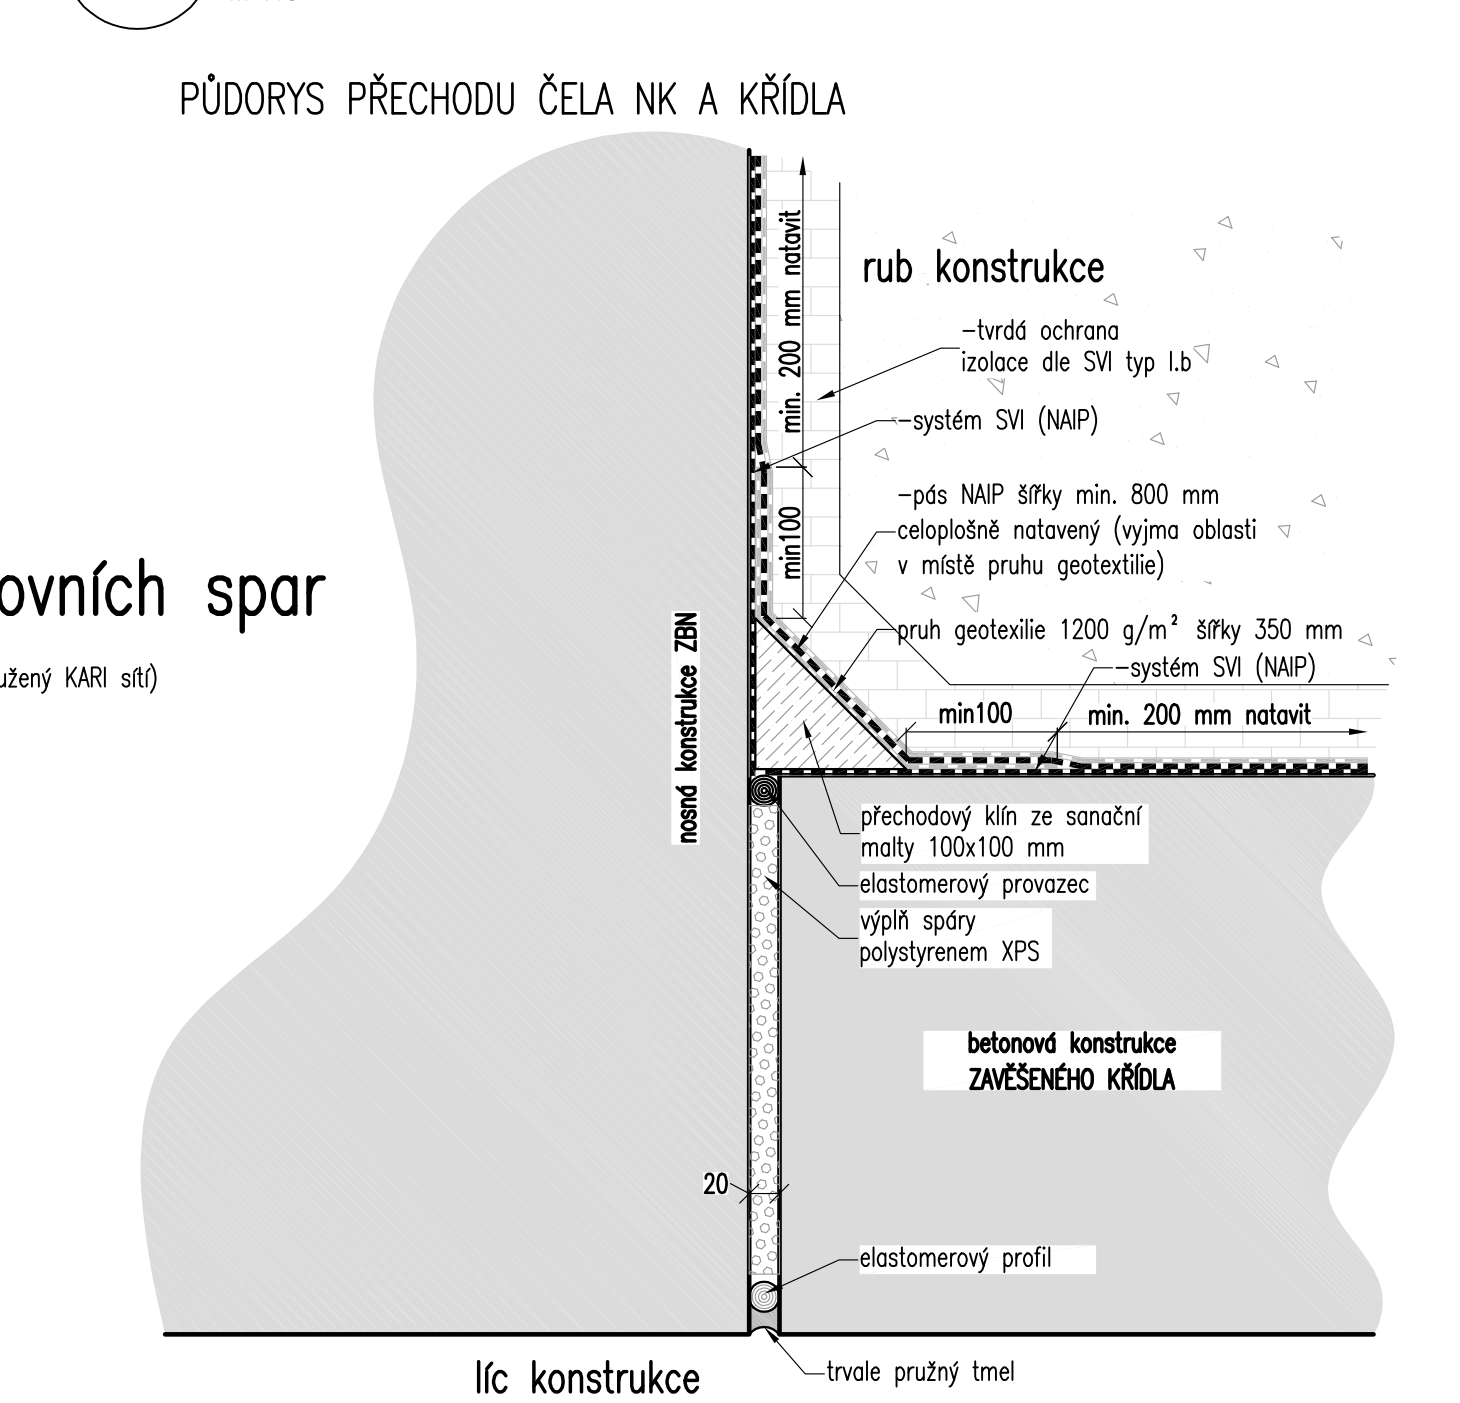 PŮDORYS PŘECHODU ČELA NK A KŘÍDLA
min. 200 mm natavit
rub konstrukce
-tvrdá ochrana
izolace dle SVI typ I.b
-systém SVI (NAIP)
min100
-pás NAIP šířky min. 800 mm
celoplošně natavený (vyjma oblasti
v místě pruhu geotextilie)
ovních spar
užený KARI sítí)
nosná konstrukce ZBN
pruh geotexilie 1200 g/m² šířky 350 mm
-systém SVI (NAIP)
min100
min. 200 mm natavit
přechodový klín ze sanační
malty 100x100 mm
elastomerový provazec
výplň spáry
polystyrenem XPS
betonová konstrukce
ZAVĚŠENÉHO KŘÍDLA
20
elastomerový profil
líc konstrukce
trvale pružný tmel